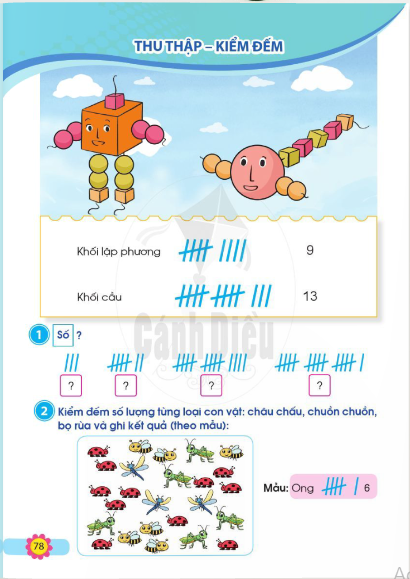 THU THẬP – KIỂM ĐẾM
Khối lập phương 9
Khối cầu 13
Cánh Diều
1 Số ?
? ? ? ?
2 Kiểm đếm số lượng từng loại con vật: châu chấu, chuồn chuồn,
bọ rùa và ghi kết quả (theo mẫu):
Mẫu: Ong 6
78